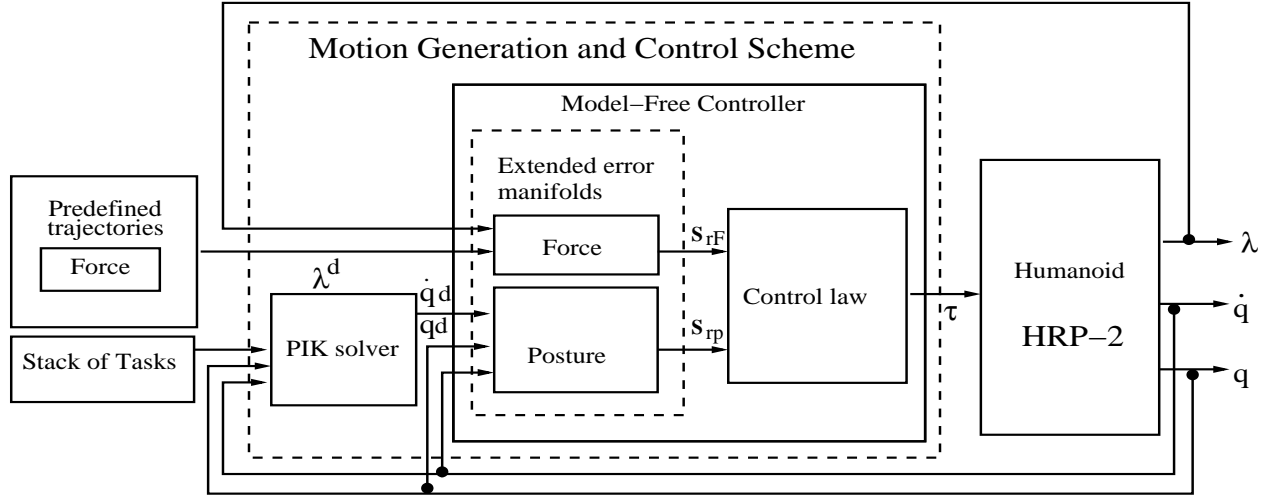 Motion Generation and Control Scheme
Model−Free Controller
Extended error
manifolds
Predefined
trajectories
Force
Force
s_rF
λ^d
q̇^d
q^d
Stack of Tasks
PIK solver
Posture
s_rp
Control law
τ
Humanoid
HRP−2
λ
q̇
q